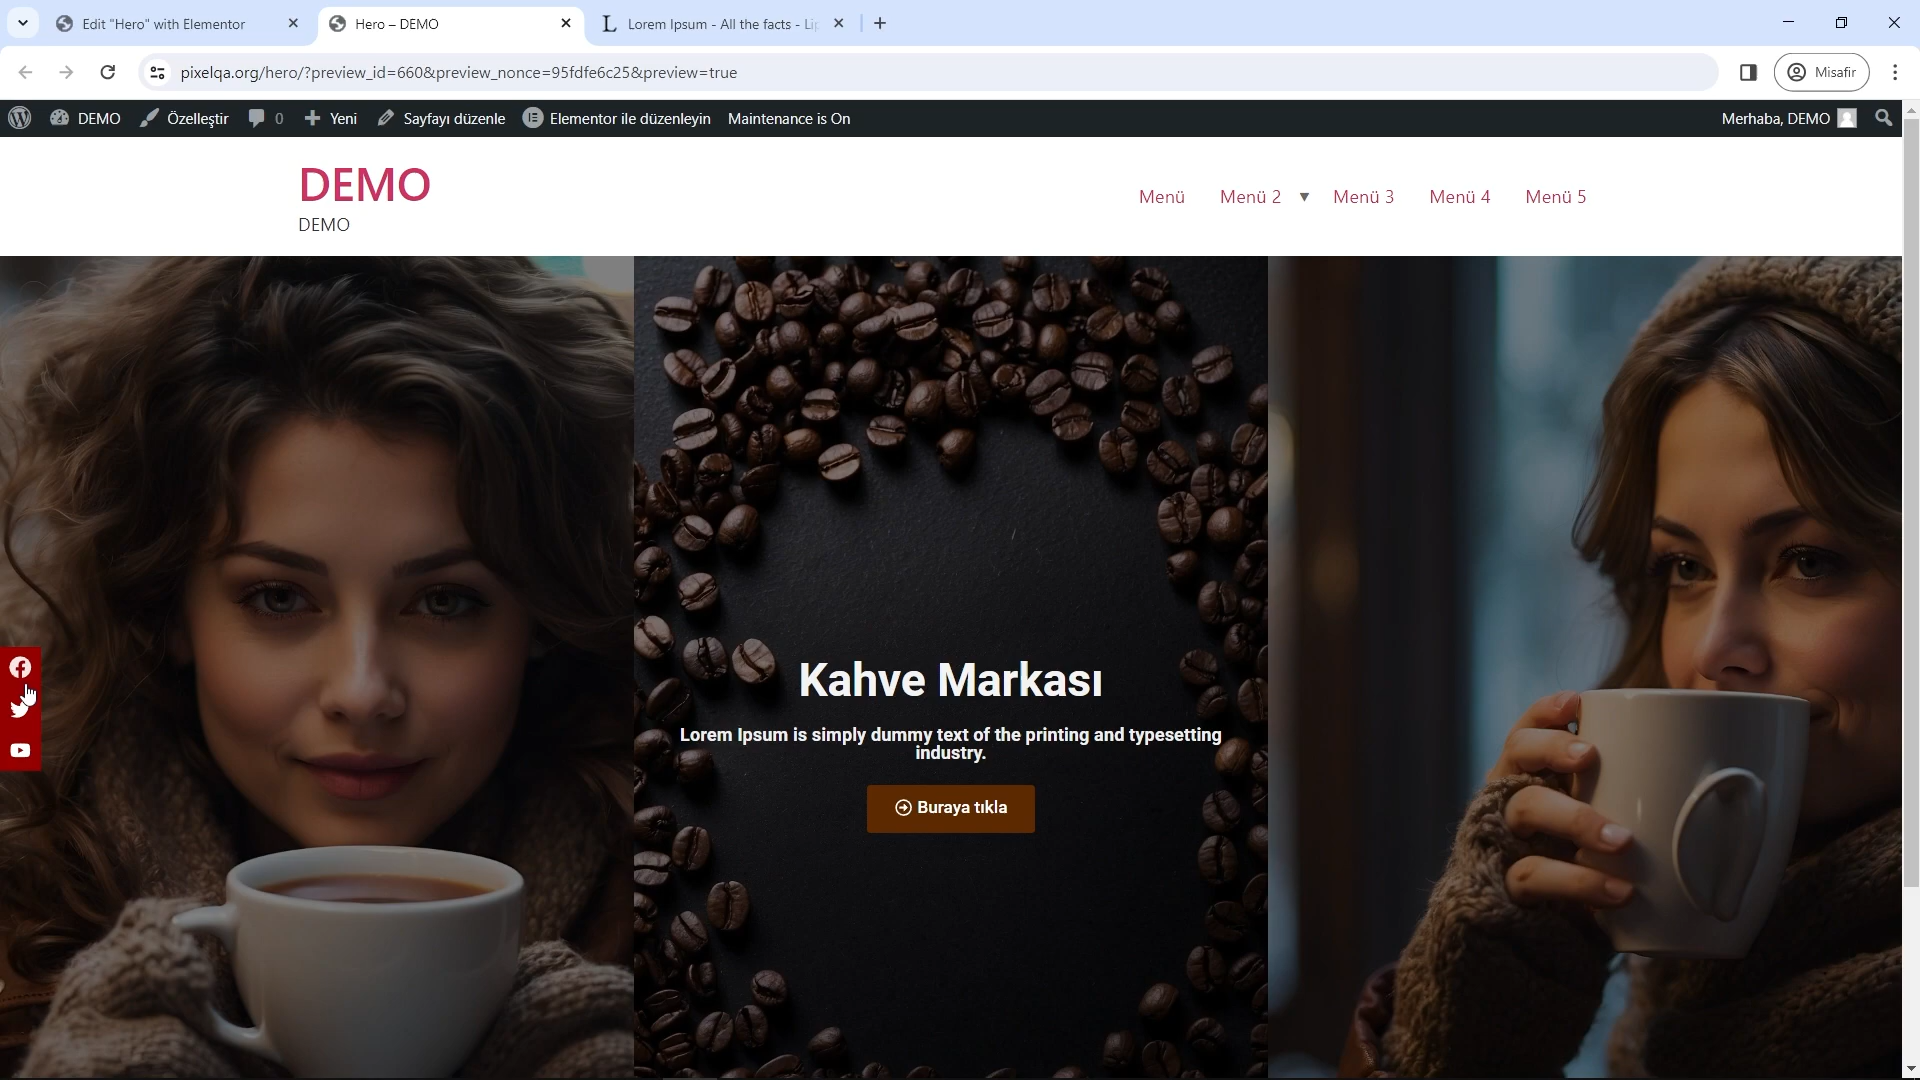 Edit "Hero" with Elementor
Hero – DEMO
Lorem Ipsum - All the facts - Lip
pixelqa.org/hero/?preview_id=660&preview_nonce=95fdfe6c25&preview=true
Misafir
DEMO
Özelleştir
0
Yeni
Sayfayı düzenle
Elementor ile düzenleyin
Maintenance is On
Merhaba, DEMO
DEMO
DEMO
Menü
Menü 2
Menü 3
Menü 4
Menü 5
Kahve Markası
Lorem Ipsum is simply dummy text of the printing and typesetting
industry.
Buraya tıkla